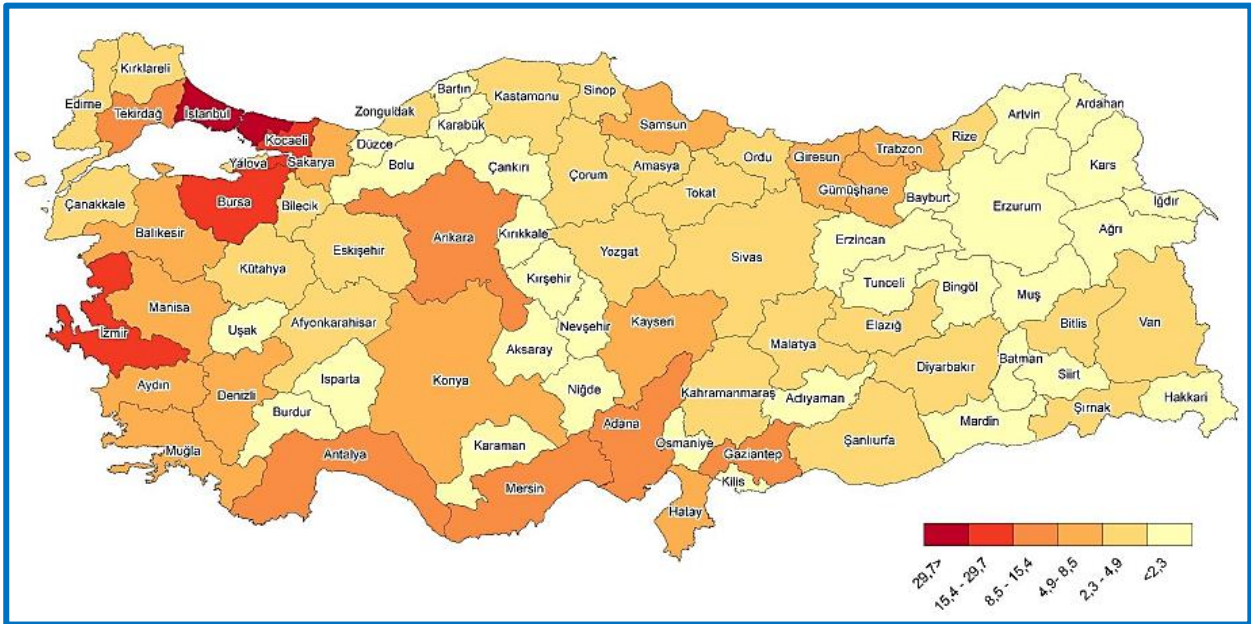 Kırklareli
Edirne
Tekirdağ
İstanbul
Kocaeli
Yalova
Sakarya
Düzce
Zonguldak
Bartın
Karabük
Kastamonu
Sinop
Bolu
Çankırı
Çorum
Samsun
Amasya
Tokat
Ordu
Giresun
Trabzon
Gümüşhane
Rize
Artvin
Ardahan
Kars
Iğdır
Bayburt
Erzurum
Ağrı
Erzincan
Tunceli
Bingöl
Muş
Çanakkale
Balıkesir
Bursa
Bilecik
Kütahya
Eskişehir
Ankara
Kırıkkale
Kırşehir
Yozgat
Sivas
Manisa
İzmir
Uşak
Afyonkarahisar
Konya
Aksaray
Nevşehir
Niğde
Kayseri
Malatya
Elazığ
Diyarbakır
Bitlis
Van
Batman
Siirt
Şırnak
Hakkari
Mardin
Aydın
Denizli
Isparta
Burdur
Muğla
Antalya
Karaman
Mersin
Adana
Osmaniye
Kahramanmaraş
Adıyaman
Gaziantep
Kilis
Şanlıurfa
Hatay
29,7>
15,4 - 29,7
8,5 - 15,4
4,9 - 8,5
2,3 - 4,9
<2,3